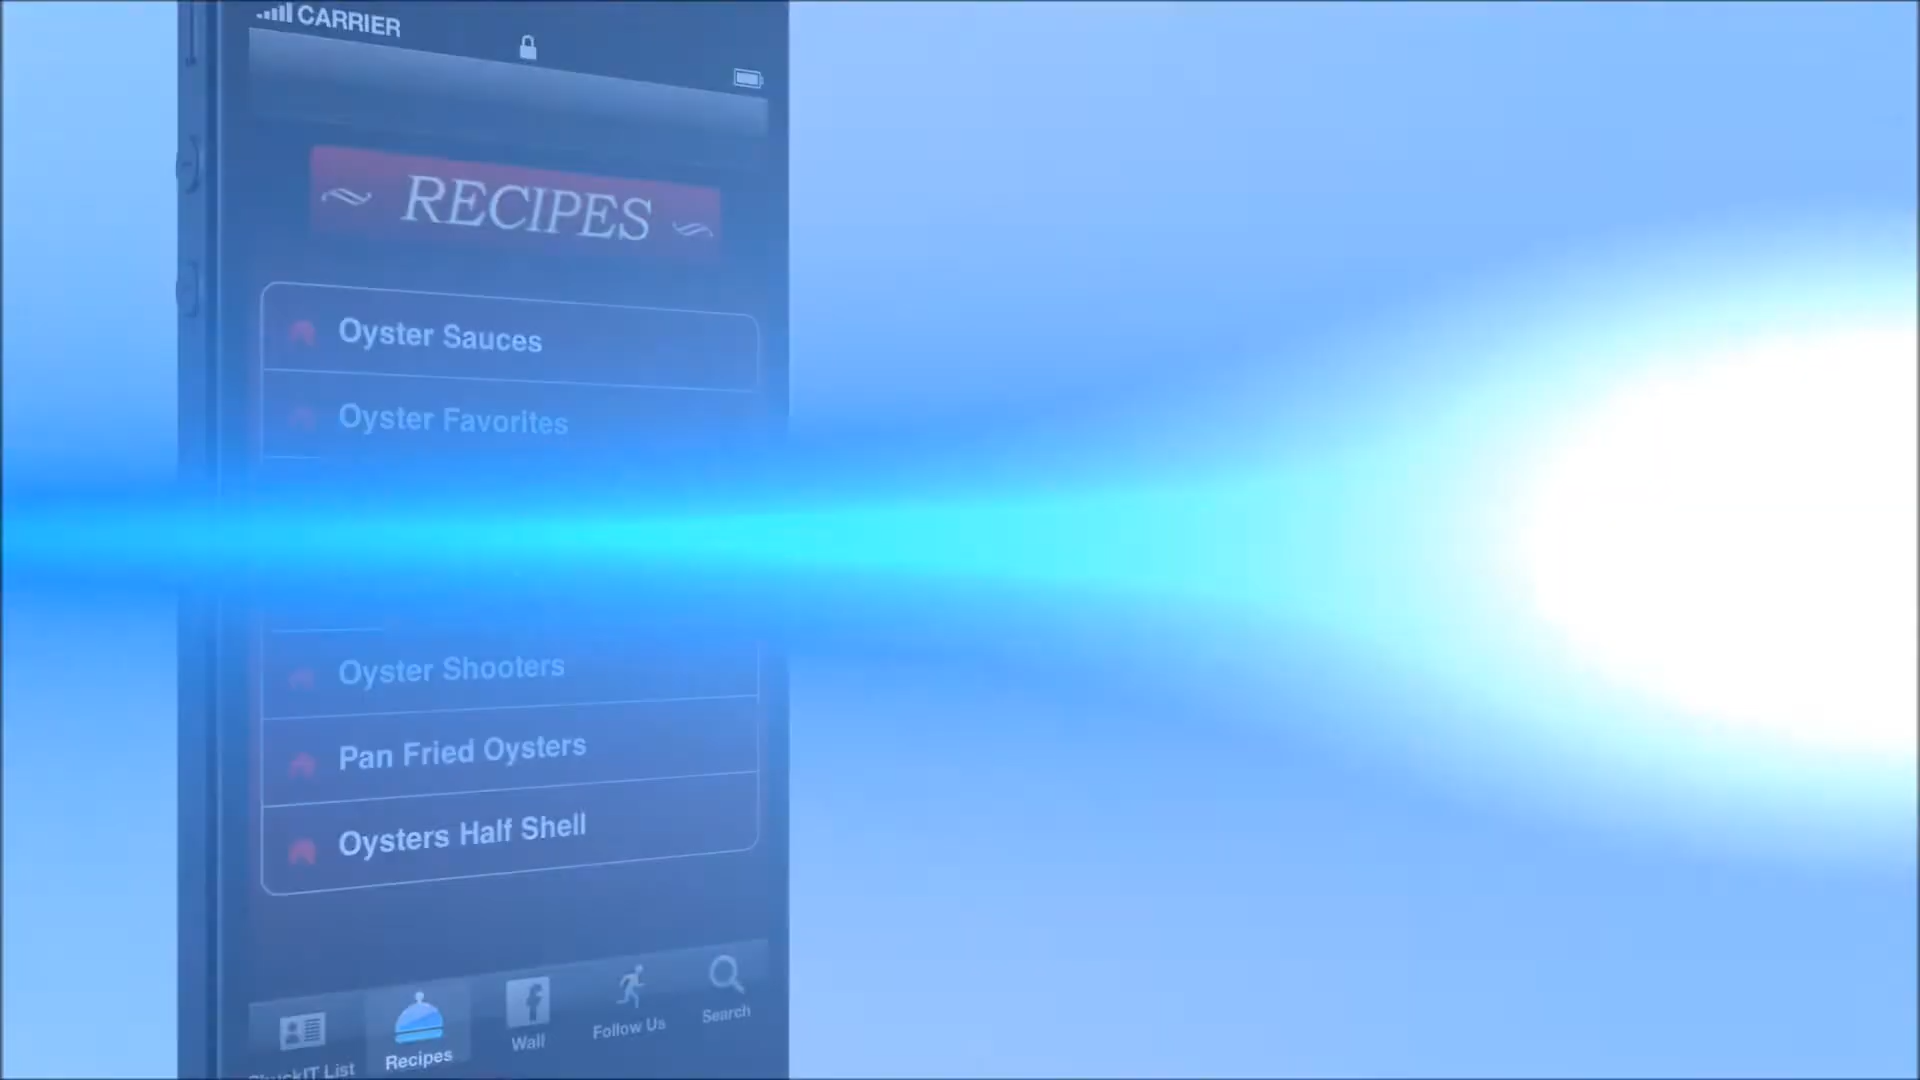 CARRIER
RECIPES
Oyster Sauces
Oyster Favorites
Oyster Shooters
Pan Fried Oysters
Oysters Half Shell
List
Recipes
Wall
Follow Us
Search